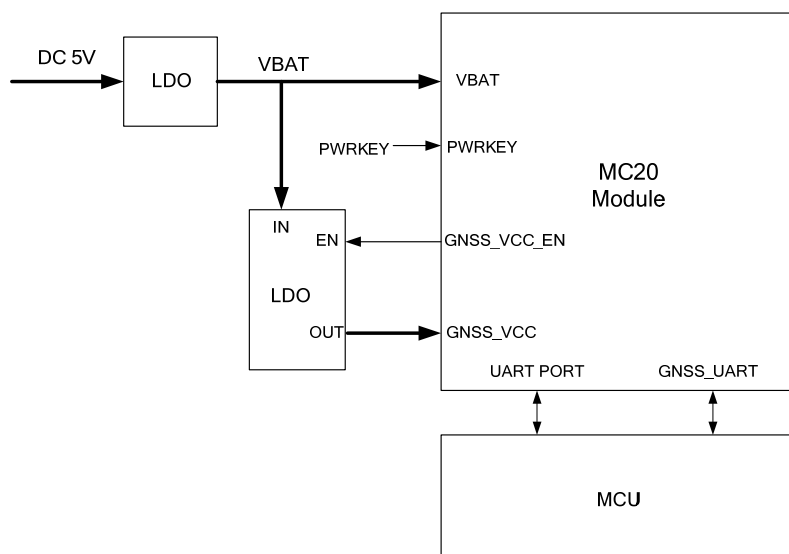 DC 5V
LDO
VBAT
VBAT
PWRKEY
PWRKEY
MC20
Module
IN
EN
GNSS_VCC_EN
LDO
OUT
GNSS_VCC
UART PORT
GNSS_UART
MCU